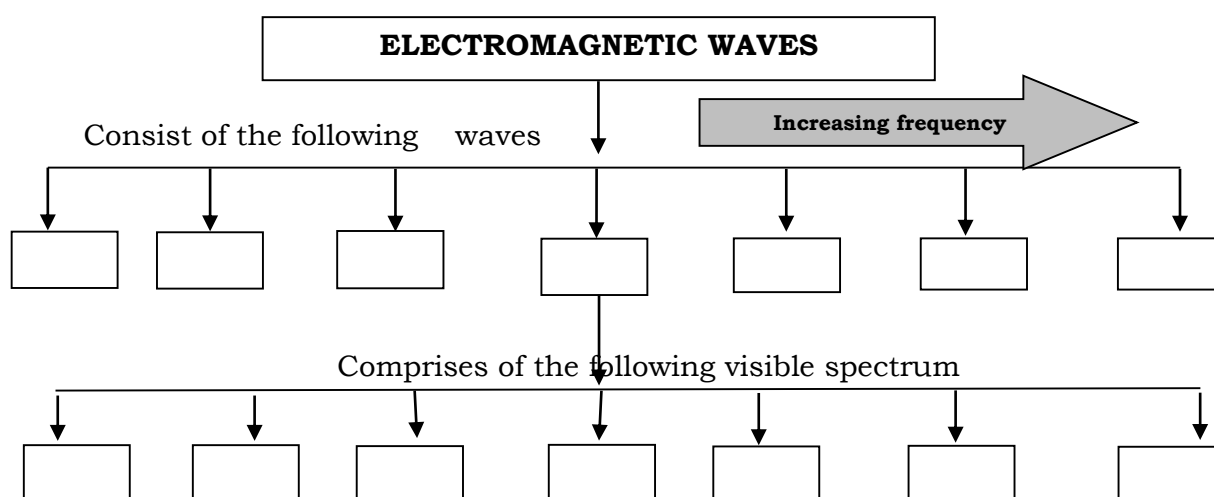 ELECTROMAGNETIC WAVES
Increasing frequency
Consist of the following waves
Comprises of the following visible spectrum